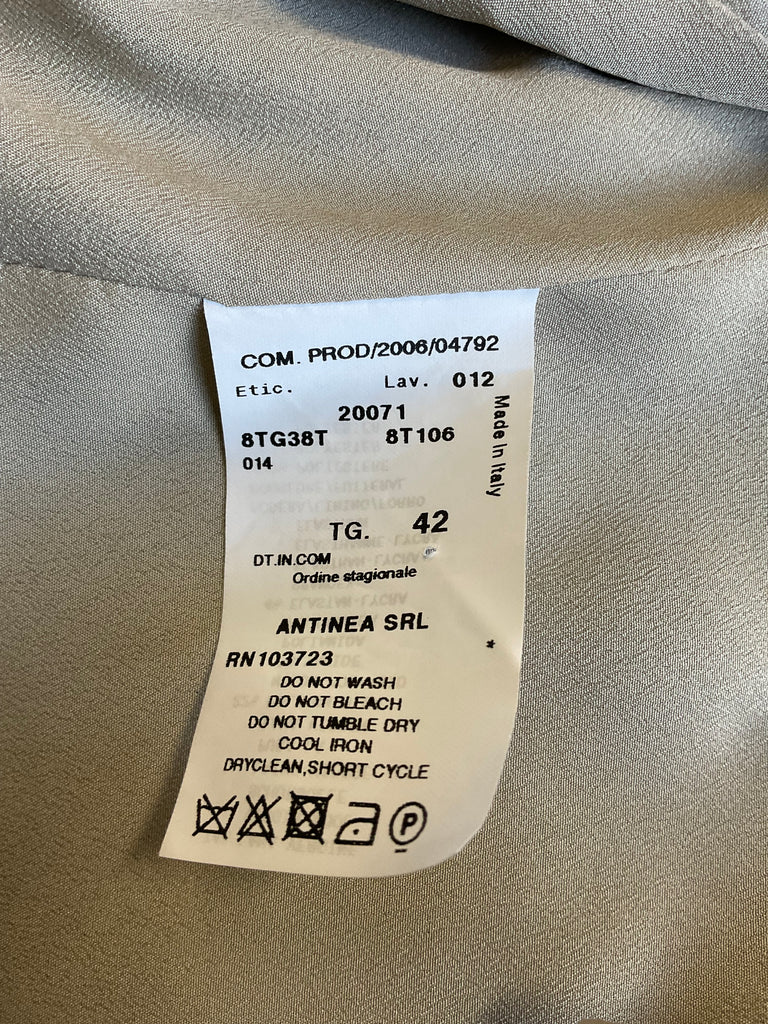 COM. PROD/2006/04792
Etic. Lav. 012
20071
8TG38T 8T106
014
Made in Italy
TG. 42
DT.IN.COM
Ordine stagionale
ANTINEA SRL
*
RN103723
DO NOT WASH
DO NOT BLEACH
DO NOT TUMBLE DRY
COOL IRON
DRYCLEAN,SHORT CYCLE
P